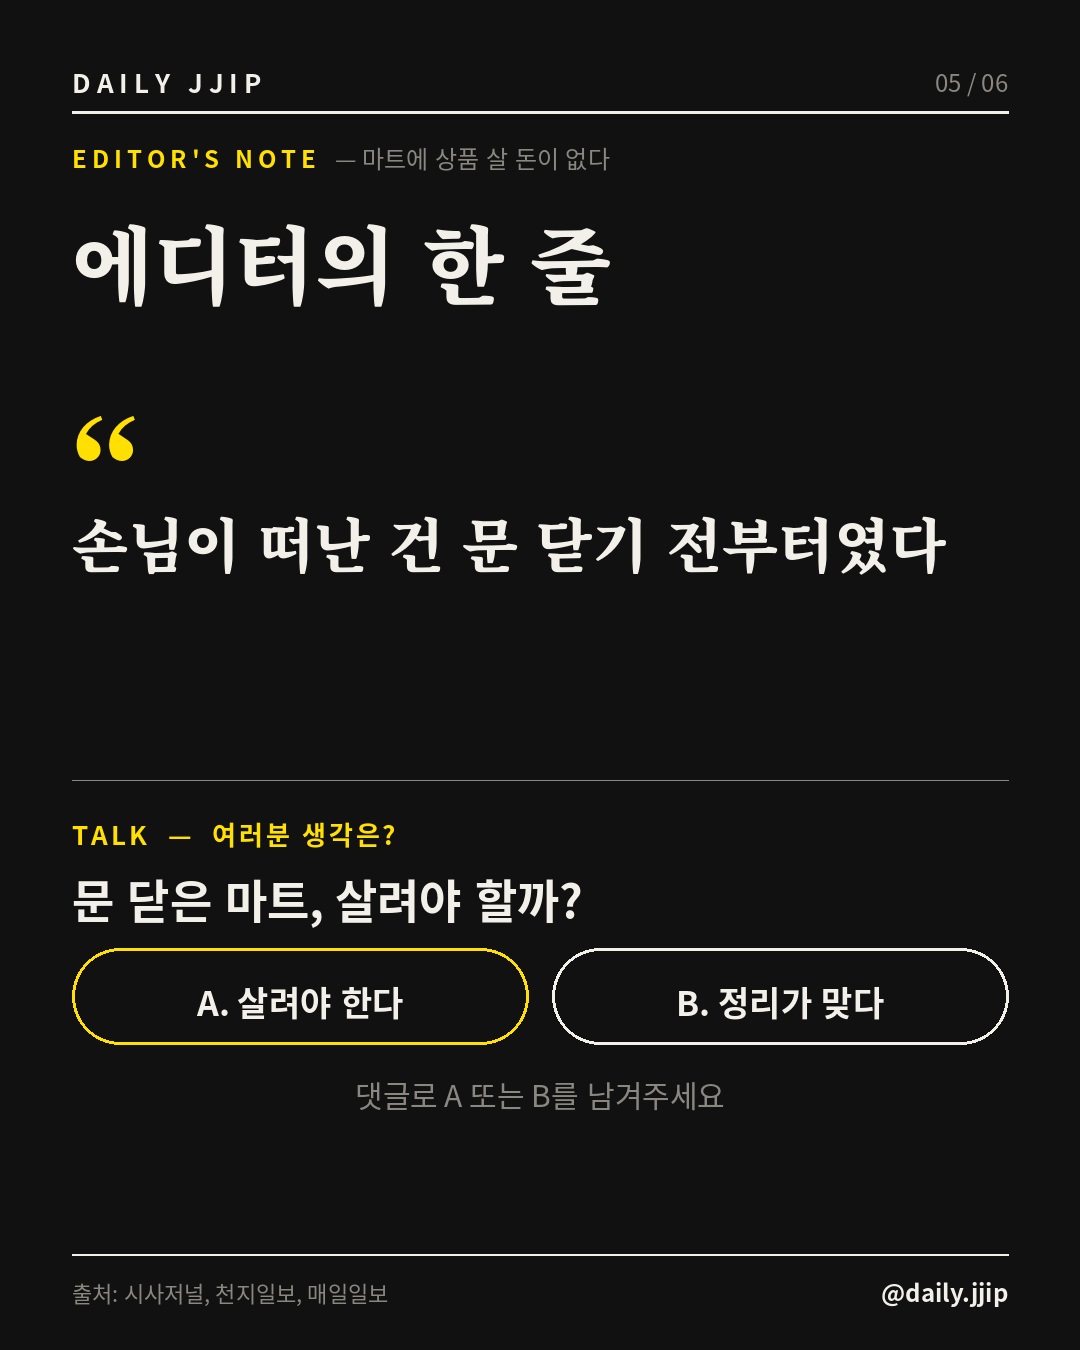 DAILY JJIP
05 / 06
EDITOR'S NOTE — 마트에 상품 살 돈이 없다
에디터의 한 줄
“
손님이 떠난 건 문 닫기 전부터였다
TALK — 여러분 생각은?
문 닫은 마트, 살려야 할까?
A. 살려야 한다
B. 정리가 맞다
댓글로 A 또는 B를 남겨주세요
출처: 시사저널, 천지일보, 매일일보
@daily.jjip